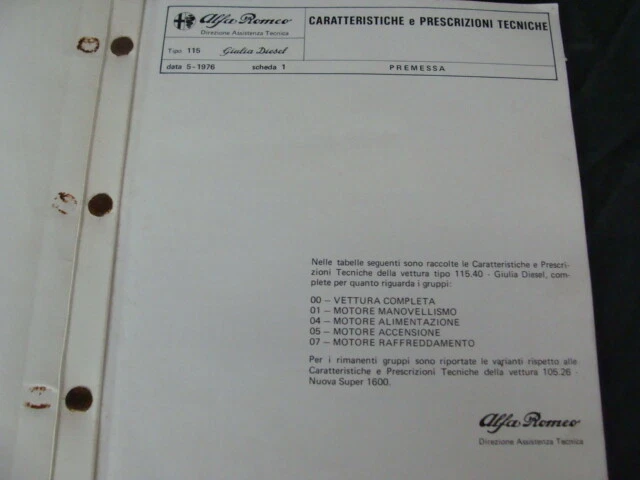 Alfa Romeo
Direzione Assistenza Tecnica
CARATTERISTICHE e PRESCRIZIONI TECNICHE
Tipo 115 Giulia Diesel
data 5-1976 scheda 1 PREMESSA
Nelle tabelle seguenti sono raccolte le Caratteristiche e Prescri-
zioni Tecniche della vettura tipo 115.40 - Giulia Diesel, com-
plete per quanto riguarda i gruppi:
00 – VETTURA COMPLETA
01 – MOTORE MANOVELLISMO
04 – MOTORE ALIMENTAZIONE
05 – MOTORE ACCENSIONE
07 – MOTORE RAFFREDDAMENTO
Per i rimanenti gruppi sono riportate le varianti rispetto alle
Caratteristiche e Prescrizioni Tecniche della vettura 105.26 -
Nuova Super 1600.
Alfa Romeo
Direzione Assistenza Tecnica